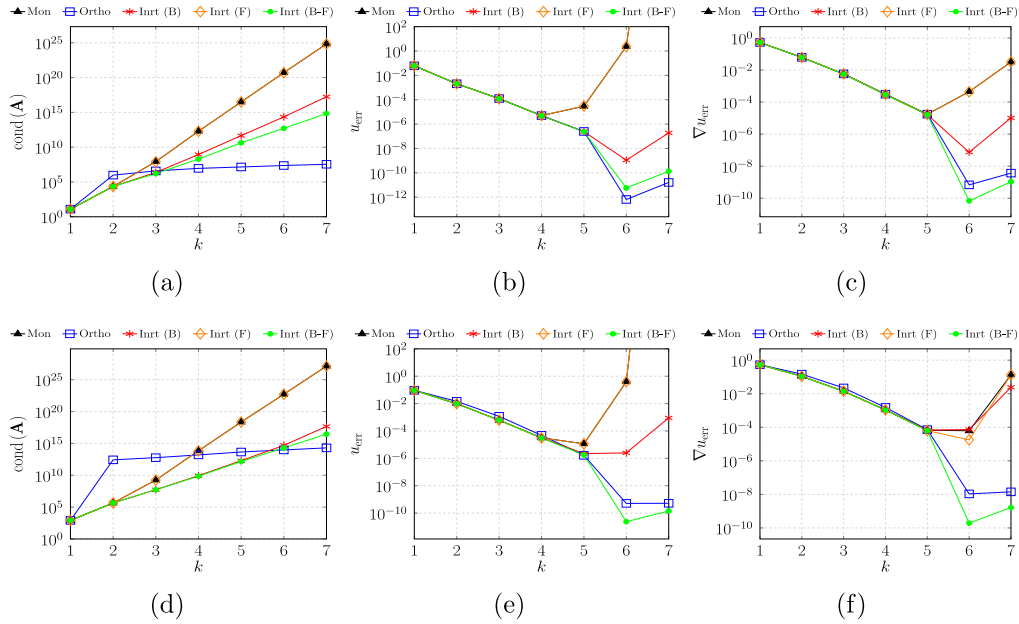 Mon Ortho Inrt (B) Inrt (F) Inrt (B-F)
10^25
10^20
10^15
10^10
10^5
10^0
cond (A)
1 2 3 4 5 6 7
k
(a)
Mon Ortho Inrt (B) Inrt (F) Inrt (B-F)
10^2
10^0
10^−2
10^−4
10^−6
10^−8
10^−10
10^−12
u_err
1 2 3 4 5 6 7
k
(b)
Mon Ortho Inrt (B) Inrt (F) Inrt (B-F)
10^0
10^−2
10^−4
10^−6
10^−8
10^−10
∇u_err
1 2 3 4 5 6 7
k
(c)
Mon Ortho Inrt (B) Inrt (F) Inrt (B-F)
10^25
10^20
10^15
10^10
10^5
10^0
cond (A)
1 2 3 4 5 6 7
k
(d)
Mon Ortho Inrt (B) Inrt (F) Inrt (B-F)
10^2
10^0
10^−2
10^−4
10^−6
10^−8
10^−10
u_err
1 2 3 4 5 6 7
k
(e)
Mon Ortho Inrt (B) Inrt (F) Inrt (B-F)
10^0
10^−2
10^−4
10^−6
10^−8
10^−10
∇u_err
1 2 3 4 5 6 7
k
(f)